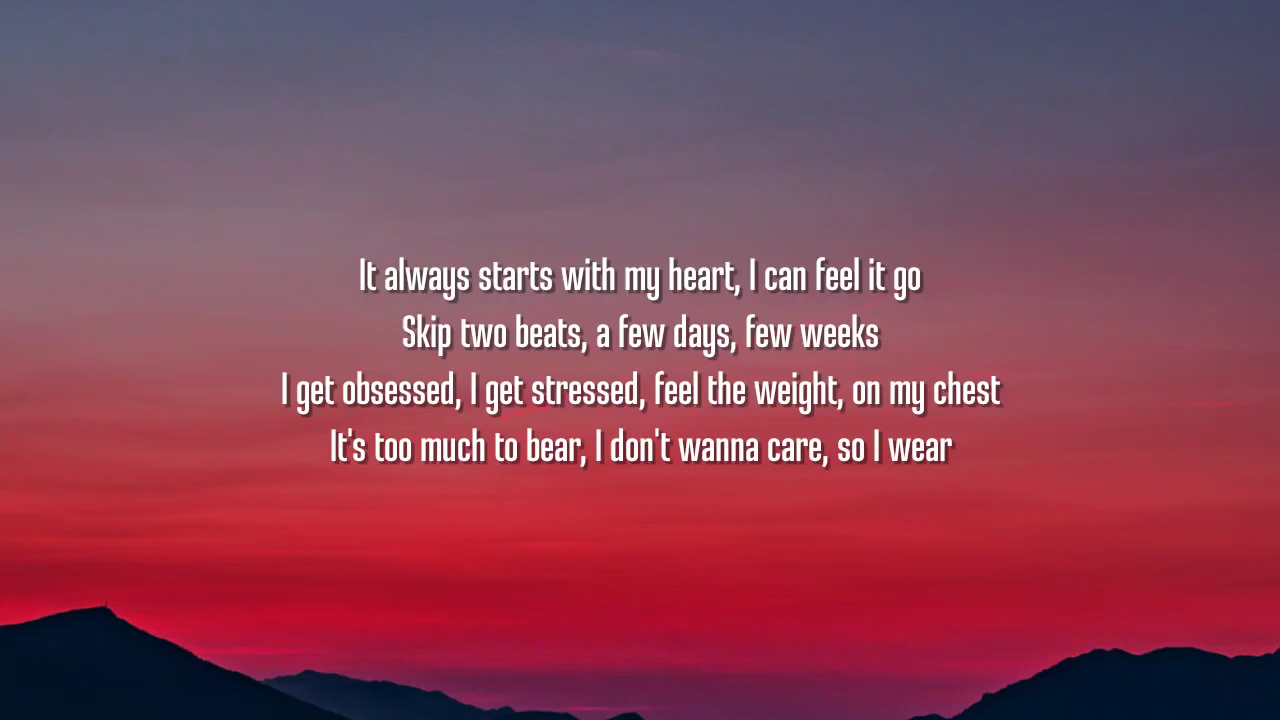 It always starts with my heart, I can feel it go
Skip two beats, a few days, few weeks
I get obsessed, I get stressed, feel the weight, on my chest
It's too much to bear, I don't wanna care, so I wear